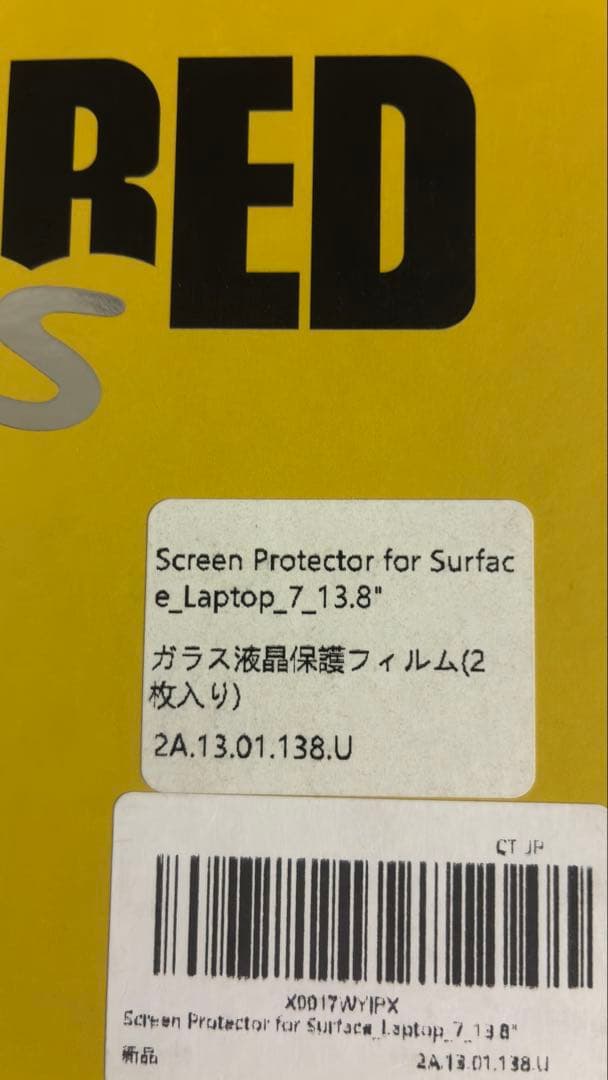 RED
S
Screen Protector for Surfac
e_Laptop_7_13.8"
ガラス液晶保護フィルム(2
枚入り)
2A.13.01.138.U
CT JP
X0017WYIPX
Screen Protector for Surface_Laptop_7_13.8"
新品
2A.13.01.138.U